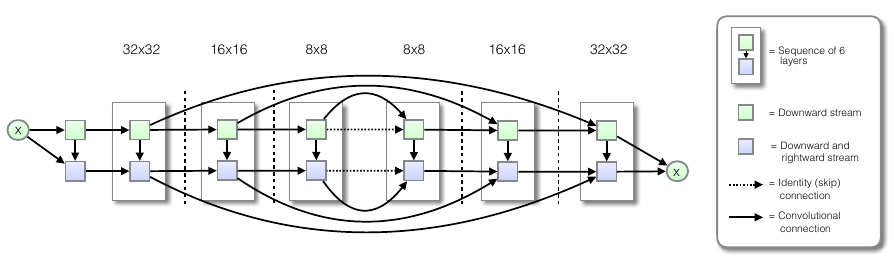 32x32 16x16 8x8 8x8 16x16 32x32
x
x
= Sequence of 6
layers
= Downward stream
= Downward and
rightward stream
= Identity (skip)
connection
= Convolutional
connection